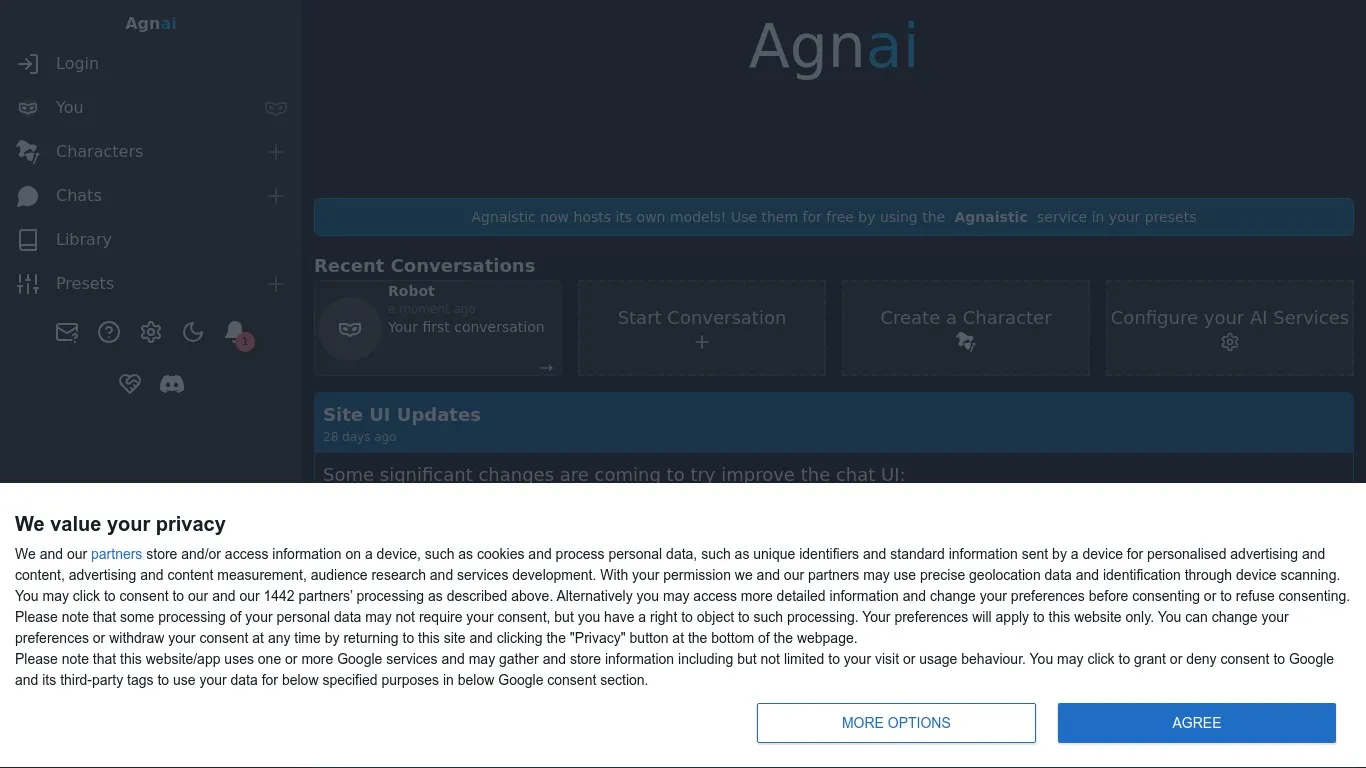 Agnai
Login
You
Characters
Chats
Library
Presets
1
Agnai
Agnaistic now hosts its own models! Use them for free by using the Agnaistic service in your presets
Recent Conversations
Robot
a moment ago
Your first conversation
→
Start Conversation
+
Create a Character
Configure your AI Services
Site UI Updates
28 days ago
Some significant changes are coming to try improve the chat UI:
We value your privacy
We and our partners store and/or access information on a device, such as cookies and process personal data, such as unique identifiers and standard information sent by a device for personalised advertising and
content, advertising and content measurement, audience research and services development. With your permission we and our partners may use precise geolocation data and identification through device scanning.
You may click to consent to our and our 1442 partners’ processing as described above. Alternatively you may access more detailed information and change your preferences before consenting or to refuse consenting.
Please note that some processing of your personal data may not require your consent, but you have a right to object to such processing. Your preferences will apply to this website only. You can change your
preferences or withdraw your consent at any time by returning to this site and clicking the "Privacy" button at the bottom of the webpage.
Please note that this website/app uses one or more Google services and may gather and store information including but not limited to your visit or usage behaviour. You may click to grant or deny consent to Google
and its third-party tags to use your data for below specified purposes in below Google consent section.
MORE OPTIONS
AGREE